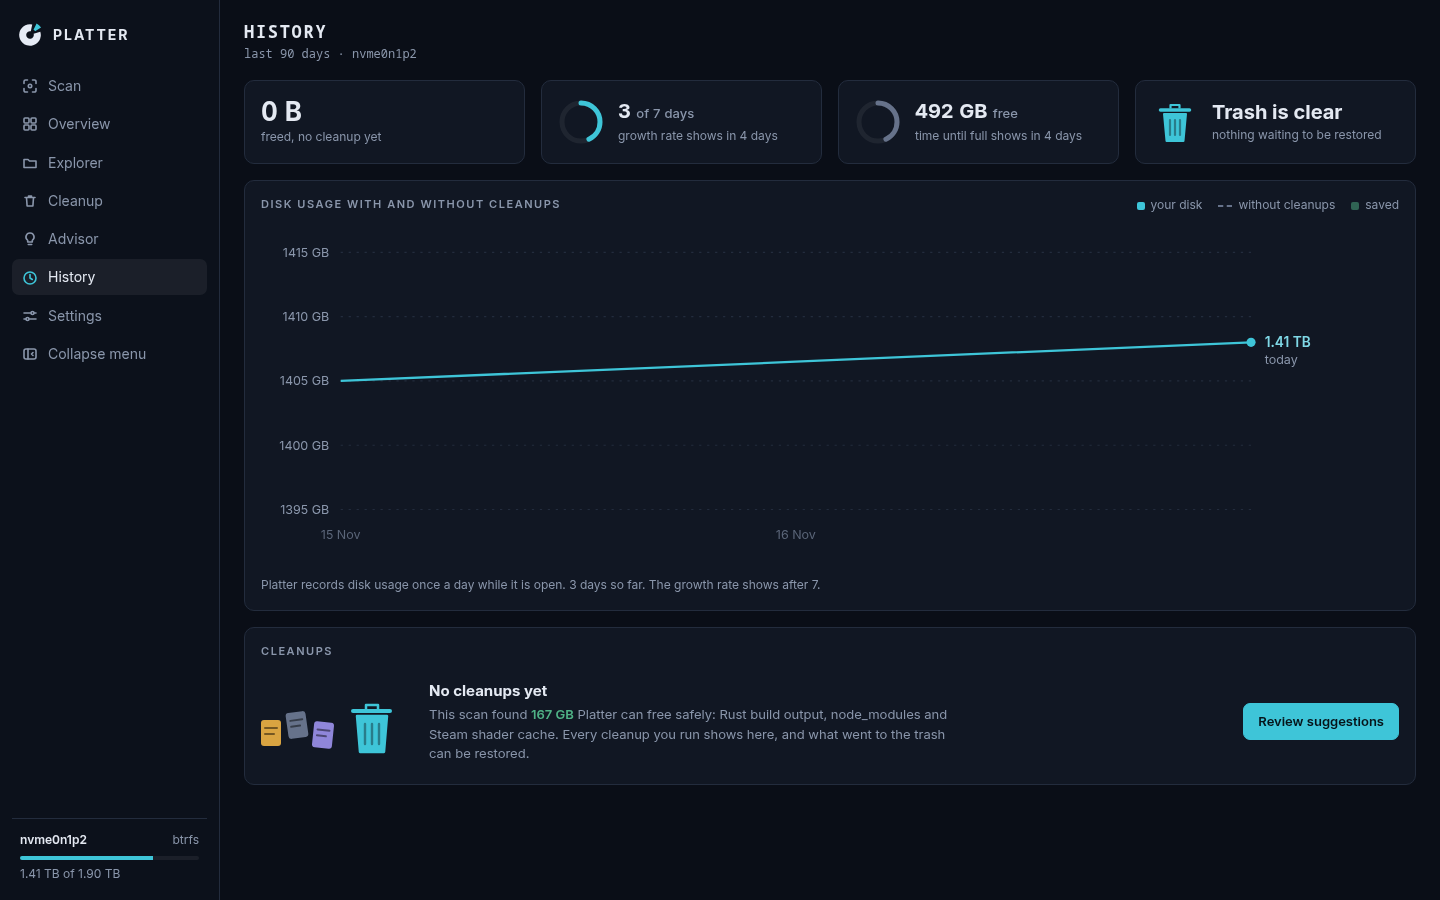 PLATTER
Scan
Overview
Explorer
Cleanup
Advisor
History
Settings
Collapse menu
nvme0n1p2 btrfs
1.41 TB of 1.90 TB
HISTORY
last 90 days · nvme0n1p2
0 B
freed, no cleanup yet
3 of 7 days
growth rate shows in 4 days
492 GB free
time until full shows in 4 days
Trash is clear
nothing waiting to be restored
DISK USAGE WITH AND WITHOUT CLEANUPS
your disk without cleanups saved
1415 GB
1410 GB
1405 GB
1400 GB
1395 GB
1.41 TB
today
15 Nov 16 Nov
Platter records disk usage once a day while it is open. 3 days so far. The growth rate shows after 7.
CLEANUPS
No cleanups yet
This scan found 167 GB Platter can free safely: Rust build output, node_modules and
Steam shader cache. Every cleanup you run shows here, and what went to the trash
can be restored.
Review suggestions